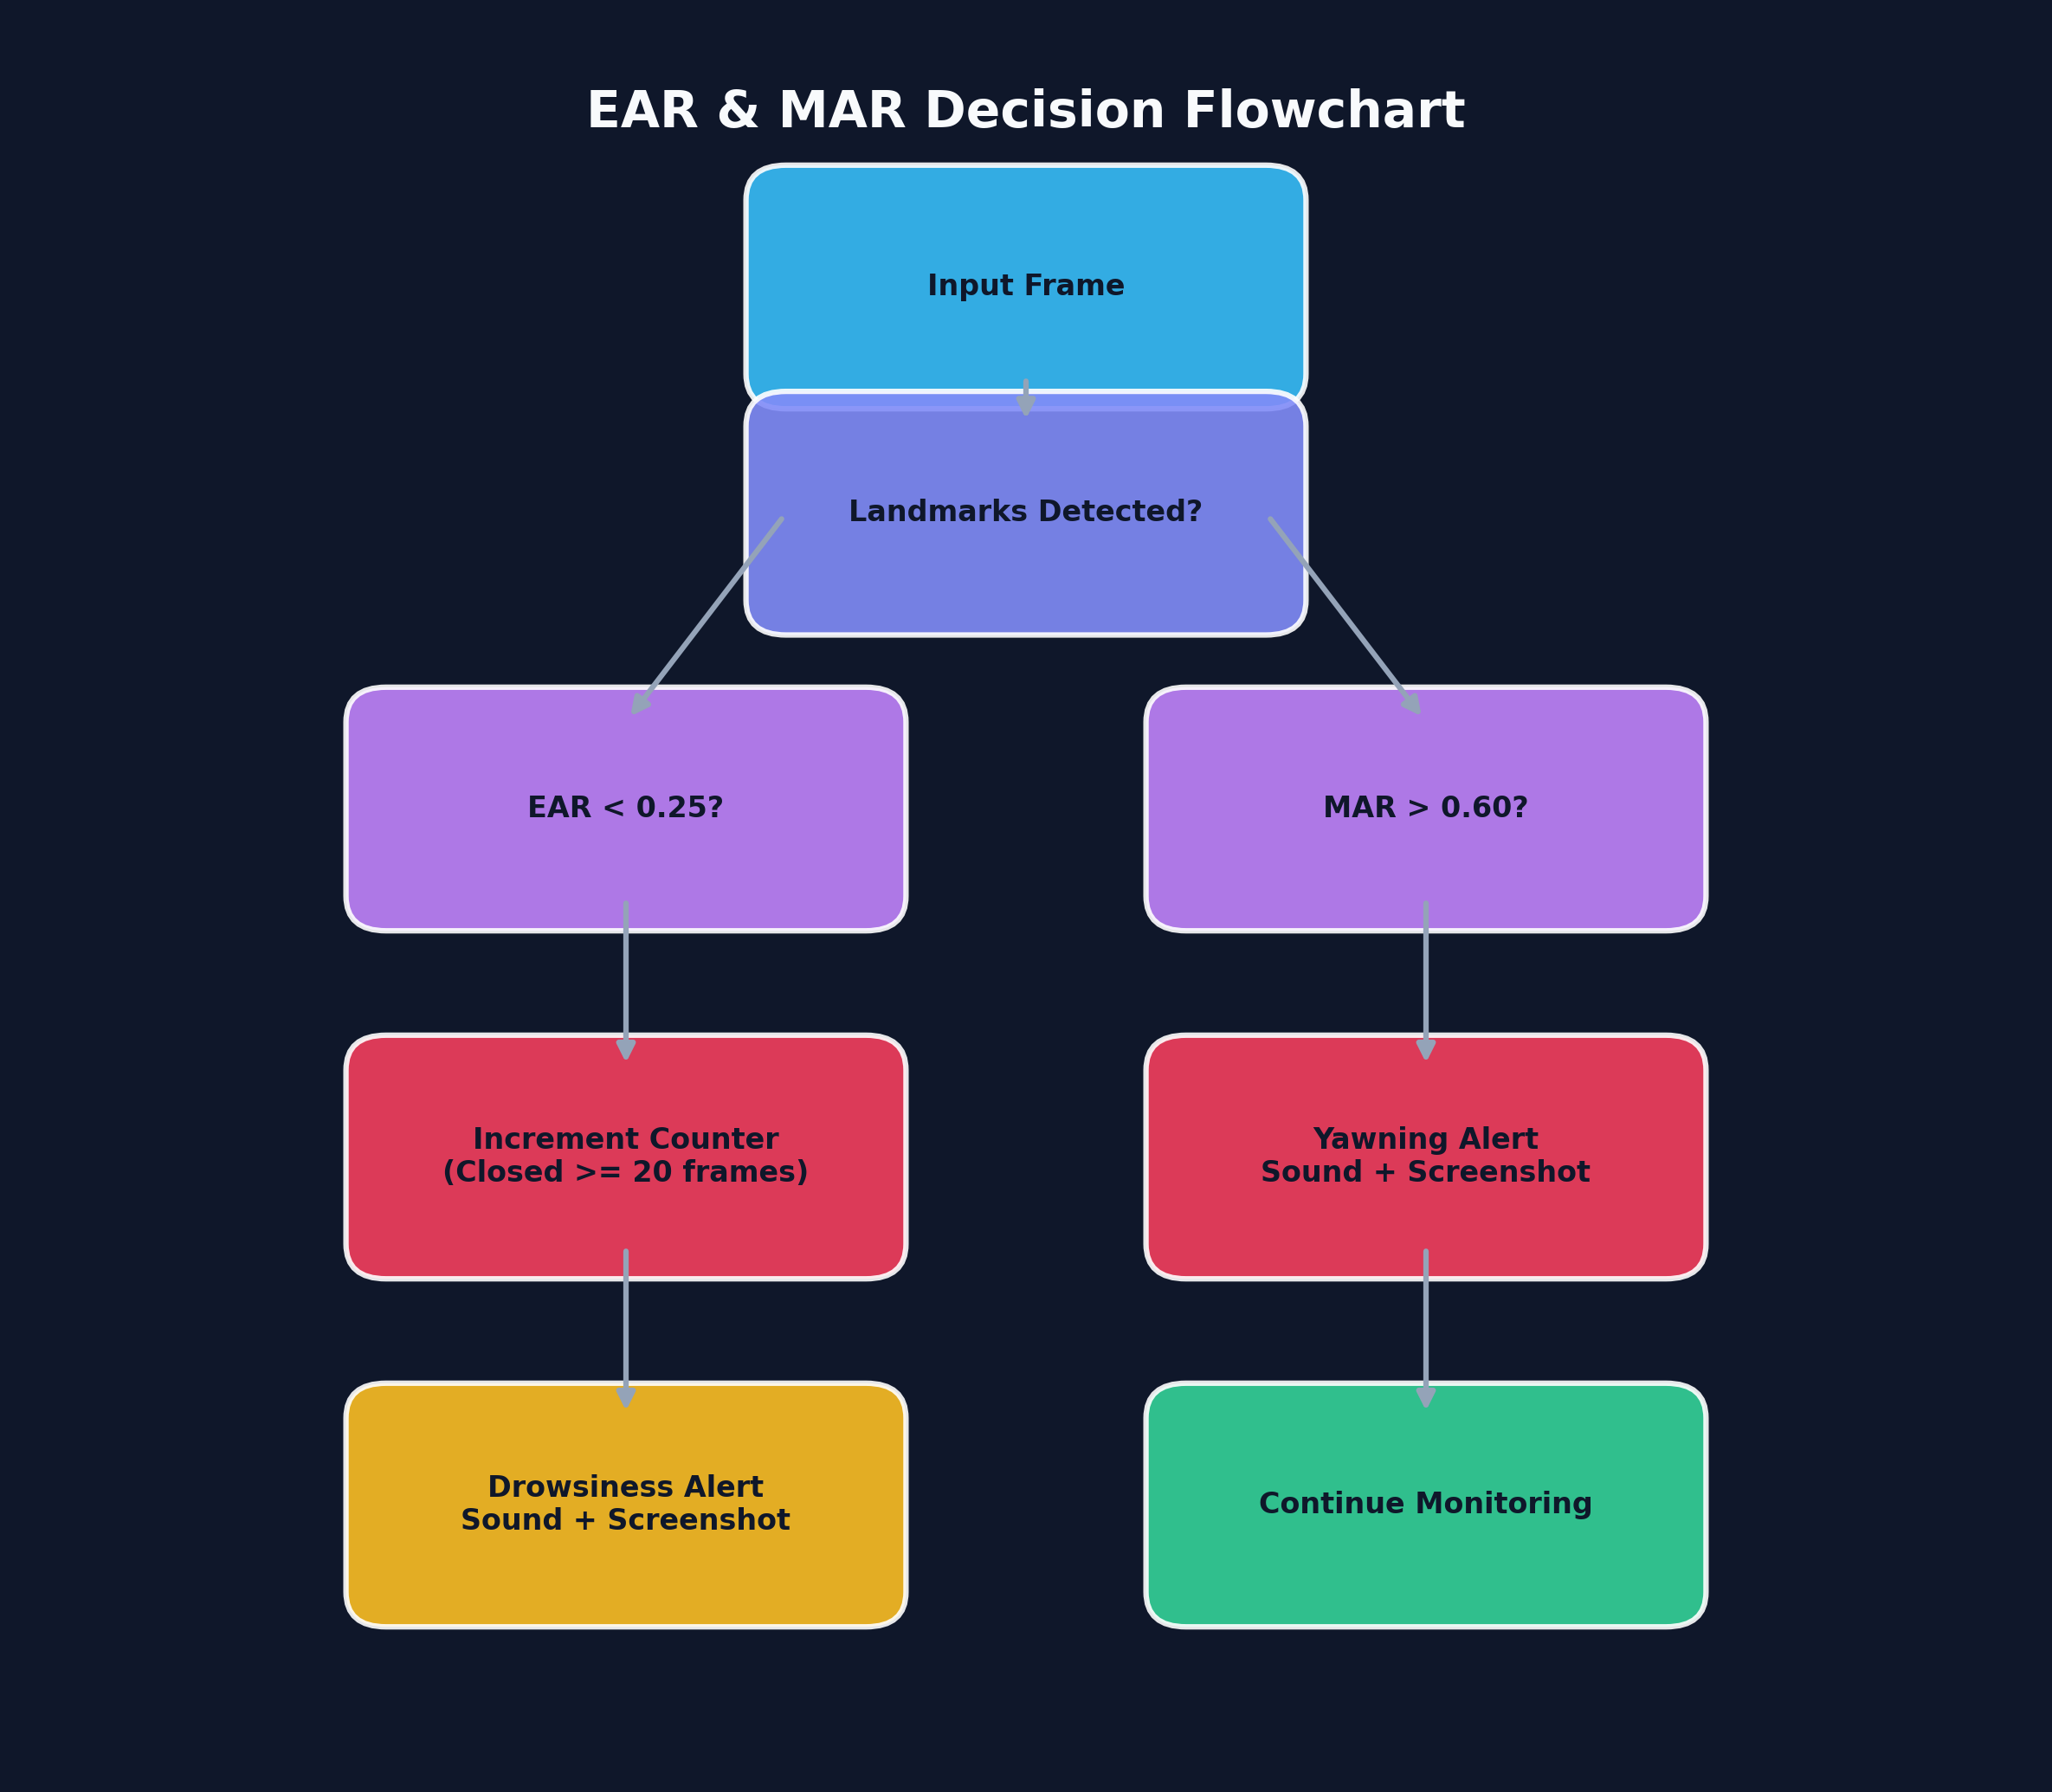 EAR & MAR Decision Flowchart
Input Frame
Landmarks Detected?
EAR < 0.25?
MAR > 0.60?
Increment Counter
(Closed >= 20 frames)
Yawning Alert
Sound + Screenshot
Drowsiness Alert
Sound + Screenshot
Continue Monitoring